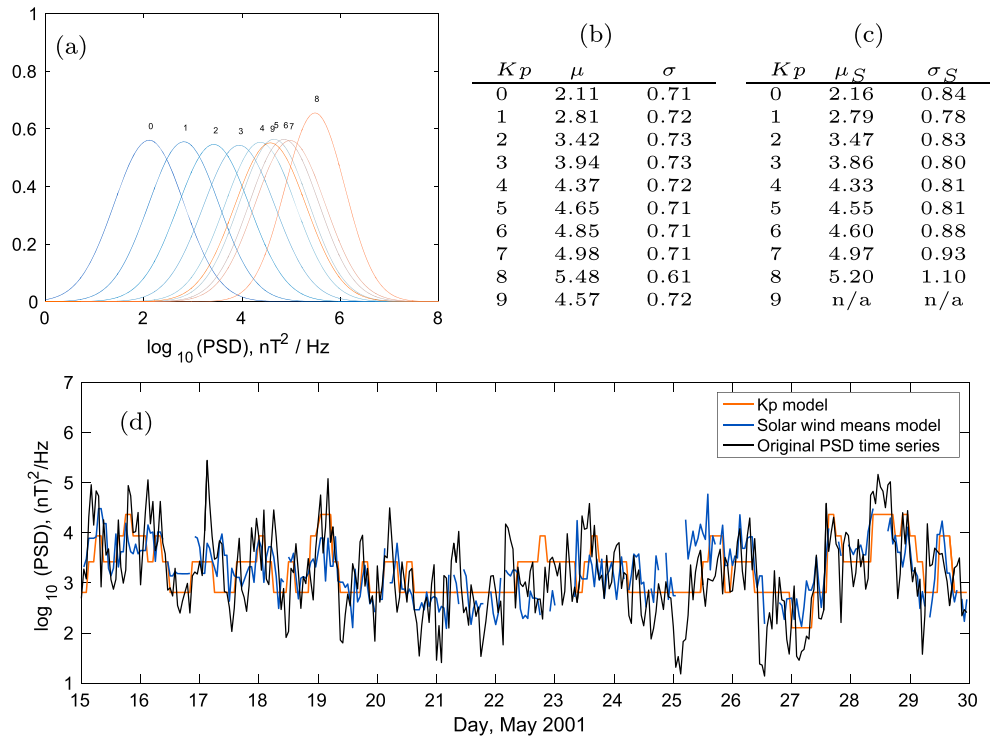 (a)
1
0.8
0.6
0.4
0.2
0
0 2 4 6 8
0 1 2 3 4 9 5 6 7 8
log 10 (PSD), nT2 / Hz
(b)
Kp μ σ
0 2.11 0.71
1 2.81 0.72
2 3.42 0.73
3 3.94 0.73
4 4.37 0.72
5 4.65 0.71
6 4.85 0.71
7 4.98 0.71
8 5.48 0.61
9 4.57 0.72
(c)
Kp μS σS
0 2.16 0.84
1 2.79 0.78
2 3.47 0.83
3 3.86 0.80
4 4.33 0.81
5 4.55 0.81
6 4.60 0.88
7 4.97 0.93
8 5.20 1.10
9 n/a n/a
(d)
Kp model
Solar wind means model
Original PSD time series
log 10 (PSD), (nT)2/Hz
7
6
5
4
3
2
1
15 16 17 18 19 20 21 22 23 24 25 26 27 28 29 30
Day, May 2001